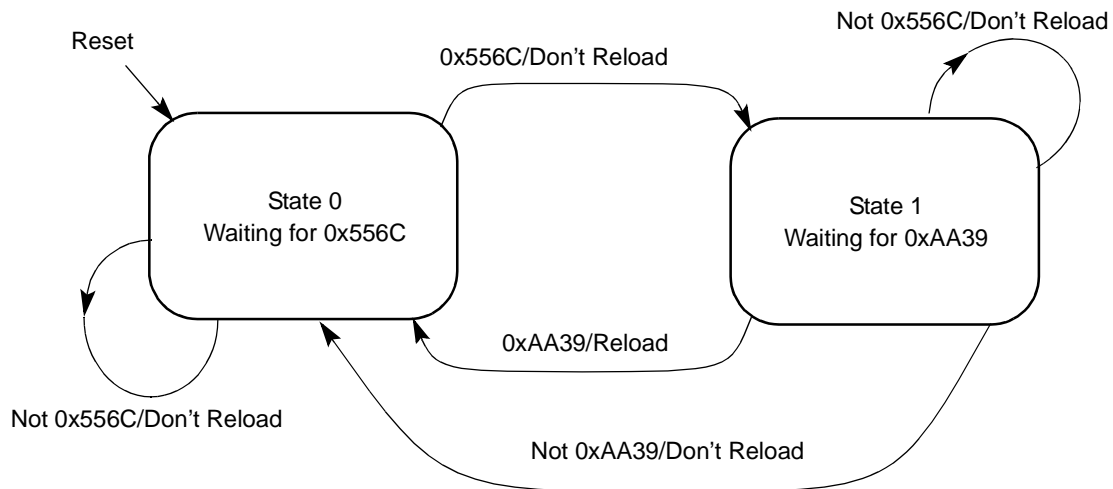 Not 0x556C/Don't Reload
Reset
0x556C/Don't Reload
State 0
Waiting for 0x556C
State 1
Waiting for 0xAA39
0xAA39/Reload
Not 0x556C/Don't Reload
Not 0xAA39/Don't Reload